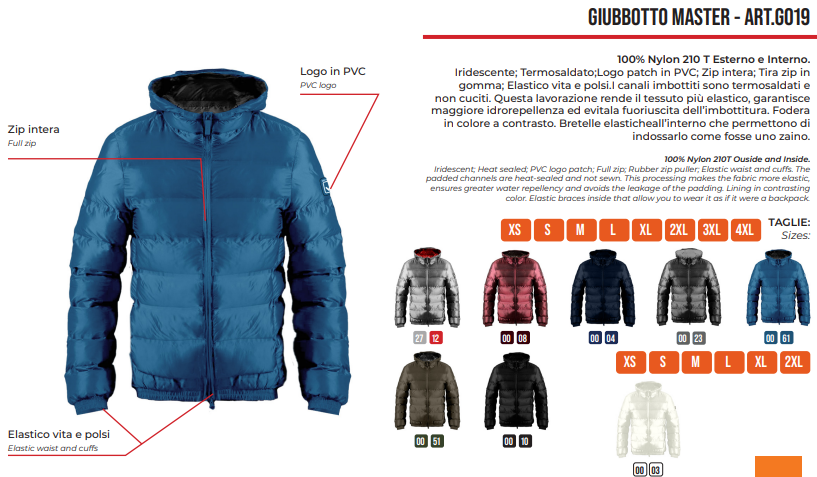 GIUBBOTTO MASTER - ART.G019
100% Nylon 210 T Esterno e Interno.
Iridescente; Termosaldato;Logo patch in PVC; Zip intera; Tira zip in
gomma; Elastico vita e polsi.I canali imbottiti sono termosaldati e
non cuciti. Questa lavorazione rende il tessuto più elastico, garantisce
maggiore idrorepellenza ed evitala fuoriuscita dell'imbottitura. Fodera
in colore a contrasto. Bretelle elasticheall'interno che permettono di
indossarlo come fosse uno zaino.
100% Nylon 210T Ouside and Inside.
Iridescent; Heat sealed; PVC logo patch; Full zip; Rubber zip puller; Elastic waist and cuffs. The
padded channels are heat-sealed and not sewn. This processing makes the fabric more elastic,
ensures greater water repellency and avoids the leakage of the padding. Lining in contrasting
color. Elastic braces inside that allow you to wear it as if it were a backpack.
Logo in PVC
PVC logo
Zip intera
Full zip
Elastico vita e polsi
Elastic waist and cuffs
XS S M L XL 2XL 3XL 4XL
TAGLIE:
Sizes:
27 12
00 08
00 04
00 23
00 61
XS S M L XL 2XL
00 51
00 10
00 03